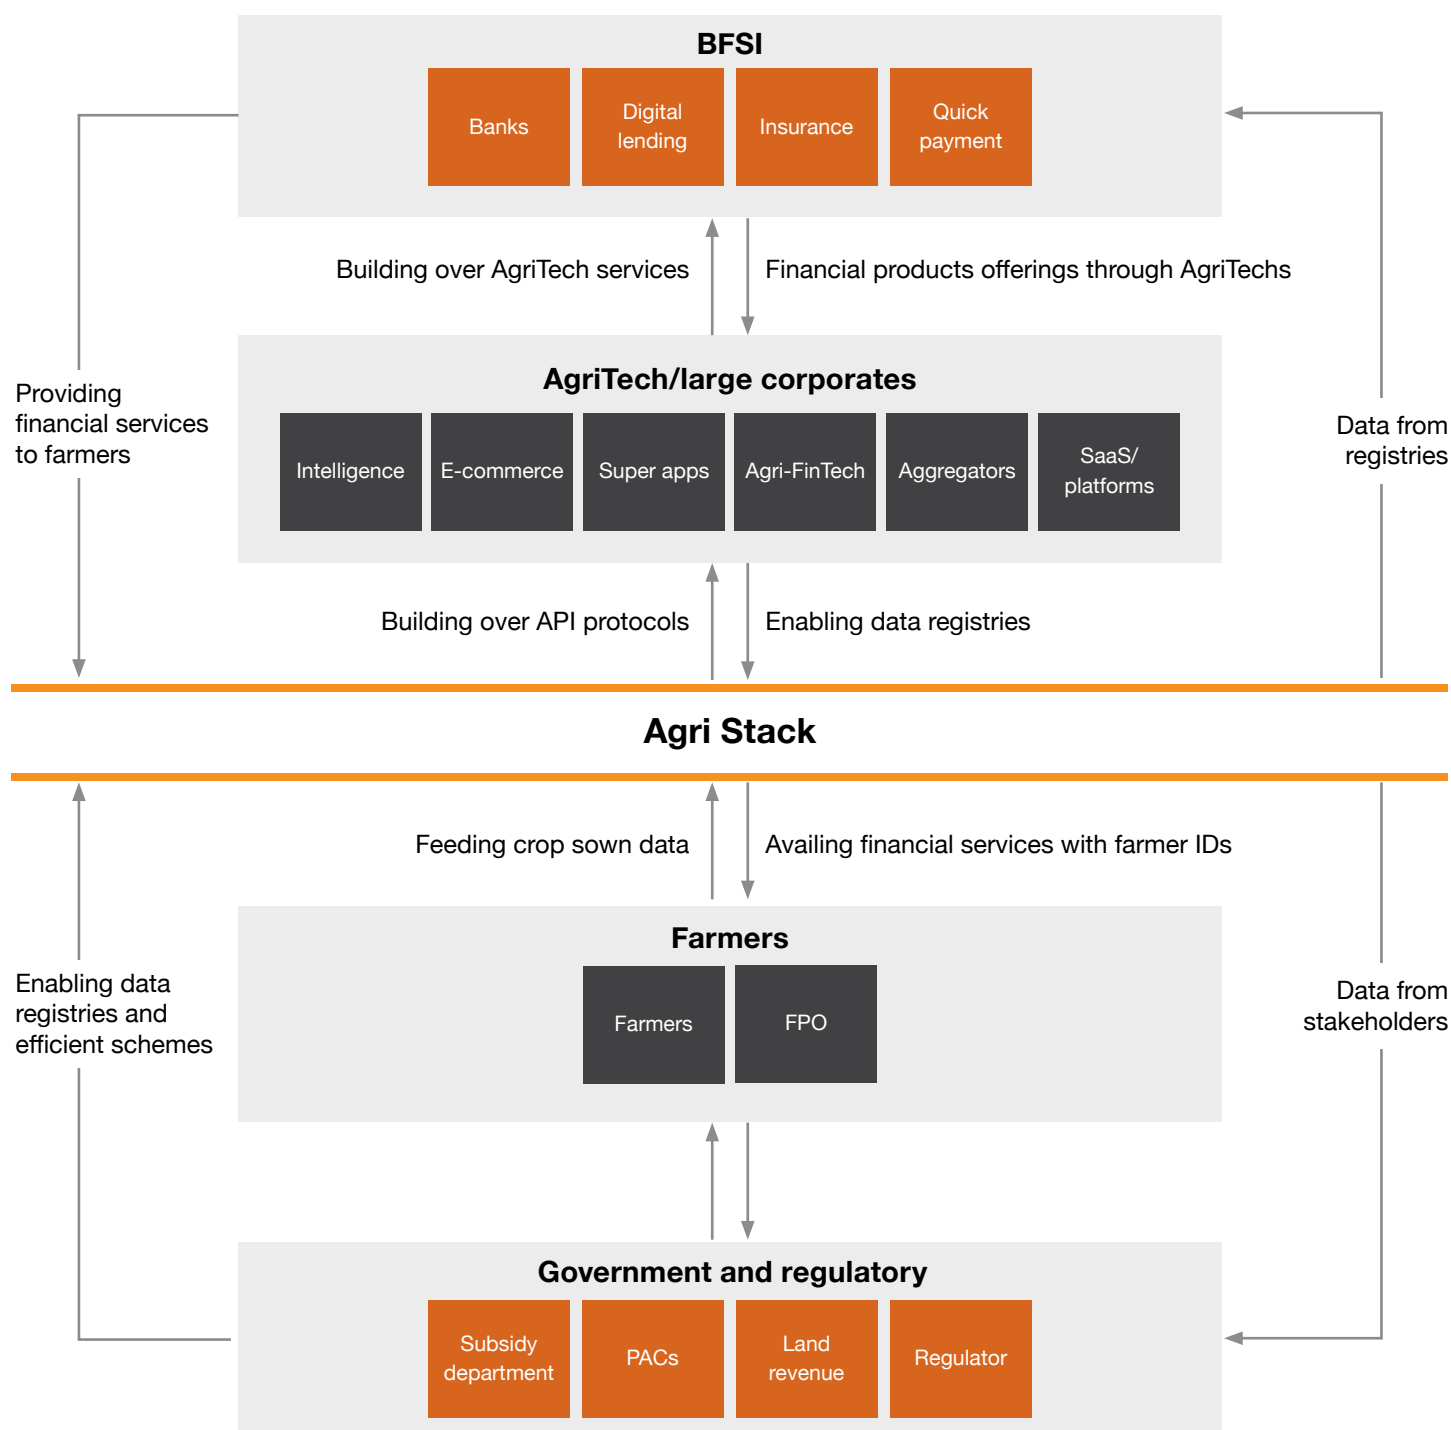 BFSI
Banks
Digital
lending
Insurance
Quick
payment
Building over AgriTech services
Financial products offerings through AgriTechs
AgriTech/large corporates
Intelligence
E-commerce
Super apps
Agri-FinTech
Aggregators
SaaS/
platforms
Providing
financial services
to farmers
Data from
registries
Building over API protocols
Enabling data registries
Agri Stack
Feeding crop sown data
Availing financial services with farmer IDs
Farmers
Farmers
FPO
Enabling data
registries and
efficient schemes
Data from
stakeholders
Government and regulatory
Subsidy
department
PACs
Land
revenue
Regulator